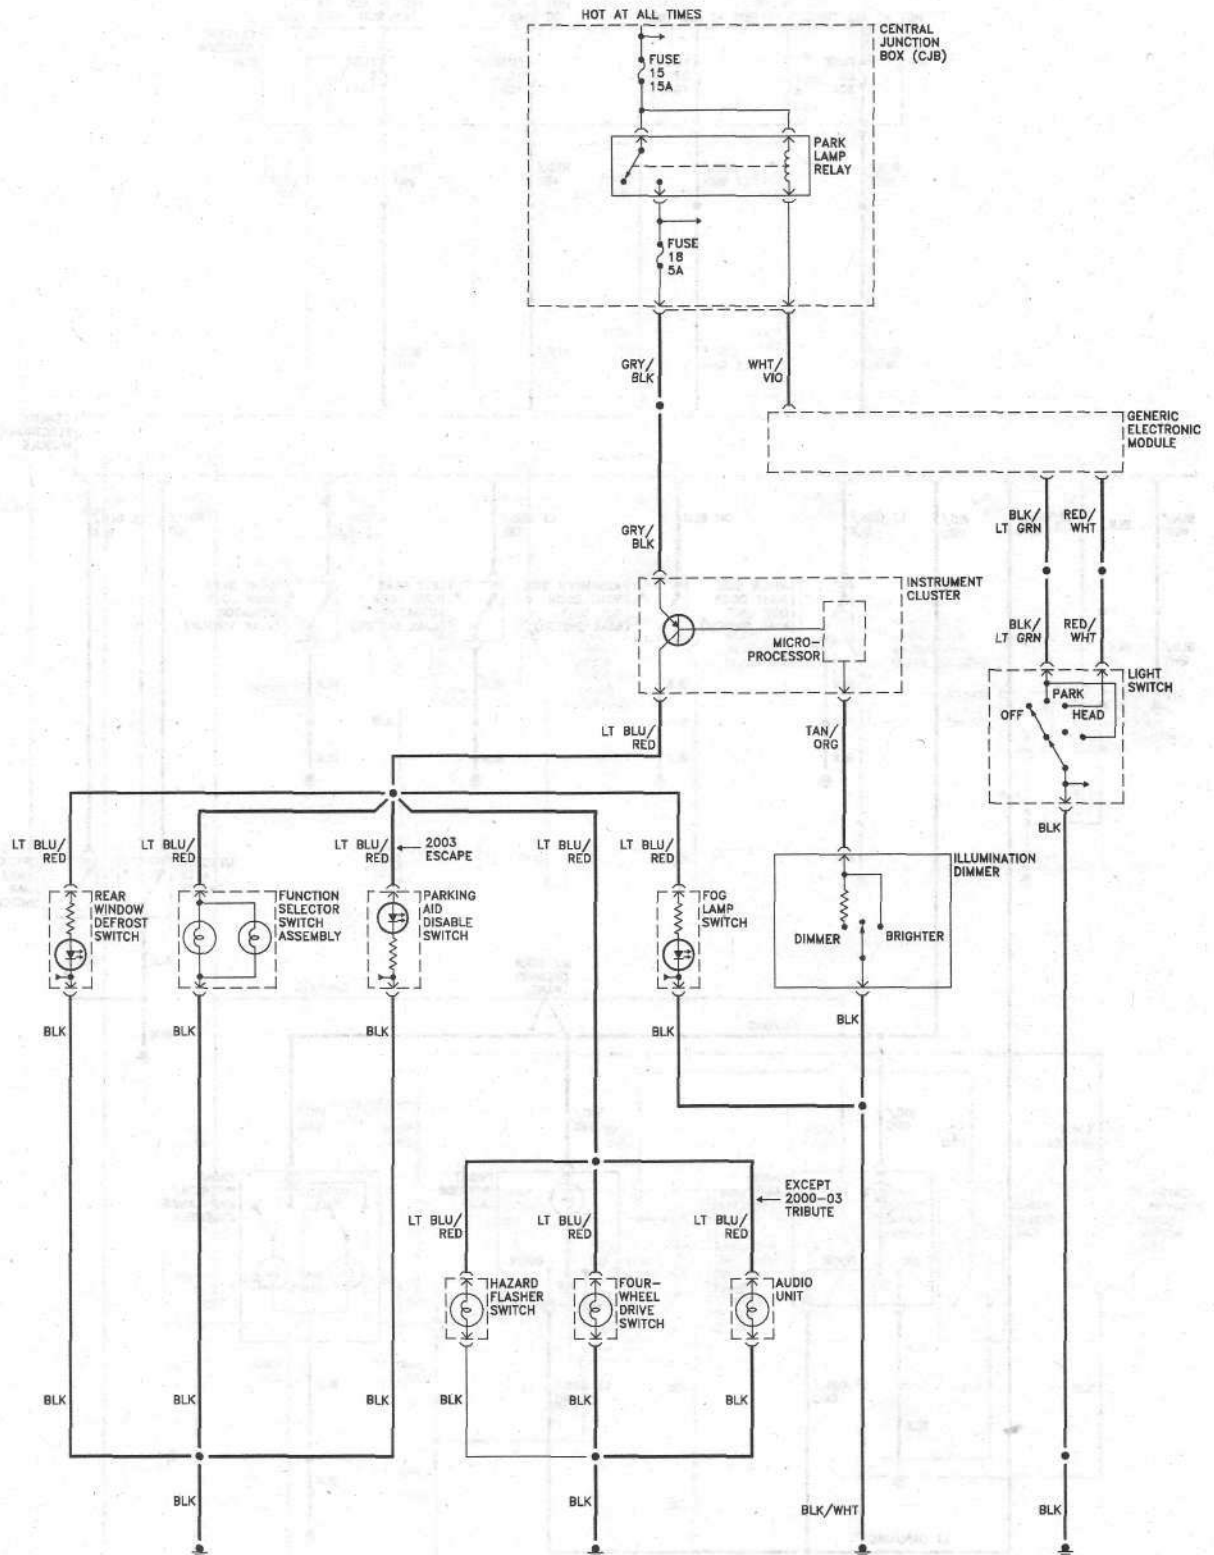 HOT AT ALL TIMES
CENTRAL
JUNCTION
BOX (CJB)
FUSE
15
15A
PARK
LAMP
RELAY
FUSE
18
5A
GRY/
BLK
WHT/
VIO
GENERIC
ELECTRONIC
MODULE
BLK/
LT GRN
RED/
WHT
GRY/
BLK
INSTRUMENT
CLUSTER
MICRO-
PROCESSOR
BLK/
LT GRN
RED/
WHT
LIGHT
SWITCH
PARK
OFF
HEAD
LT BLU/
RED
TAN/
ORG
LT BLU/
RED
LT BLU/
RED
LT BLU/
RED
2003
ESCAPE
LT BLU/
RED
LT BLU/
RED
BLK
ILLUMINATION
DIMMER
REAR
WINDOW
DEFROST
SWITCH
FUNCTION
SELECTOR
SWITCH
ASSEMBLY
PARKING
AID
DISABLE
SWITCH
FOG
LAMP
SWITCH
DIMMER
BRIGHTER
BLK
BLK
BLK
BLK
BLK
EXCEPT
2000-03
TRIBUTE
LT BLU/
RED
LT BLU/
RED
LT BLU/
RED
HAZARD
FLASHER
SWITCH
FOUR-
WHEEL
DRIVE
SWITCH
AUDIO
UNIT
BLK
BLK
BLK
BLK
BLK
BLK
BLK
BLK
BLK/WHT
BLK